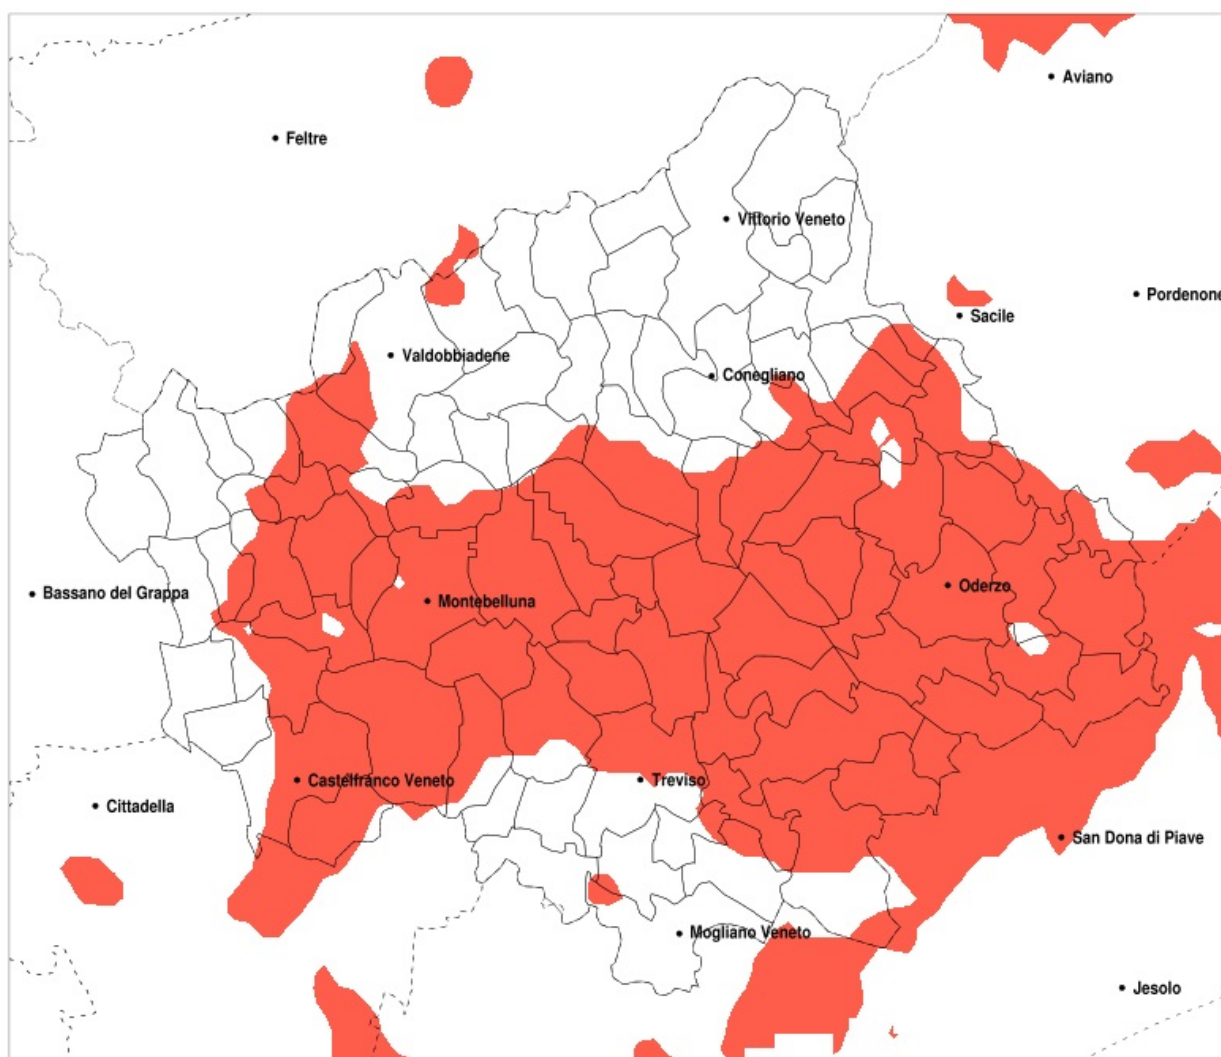 Aviano
Feltre
Vittorio Veneto
Pordenone
Sacile
Valdobbiadene
Conegliano
Bassano del Grappa
Oderzo
Montebelluna
Castelfranco Veneto
Treviso
Cittadella
San Dona di Piave
Mogliano Veneto
Jesolo